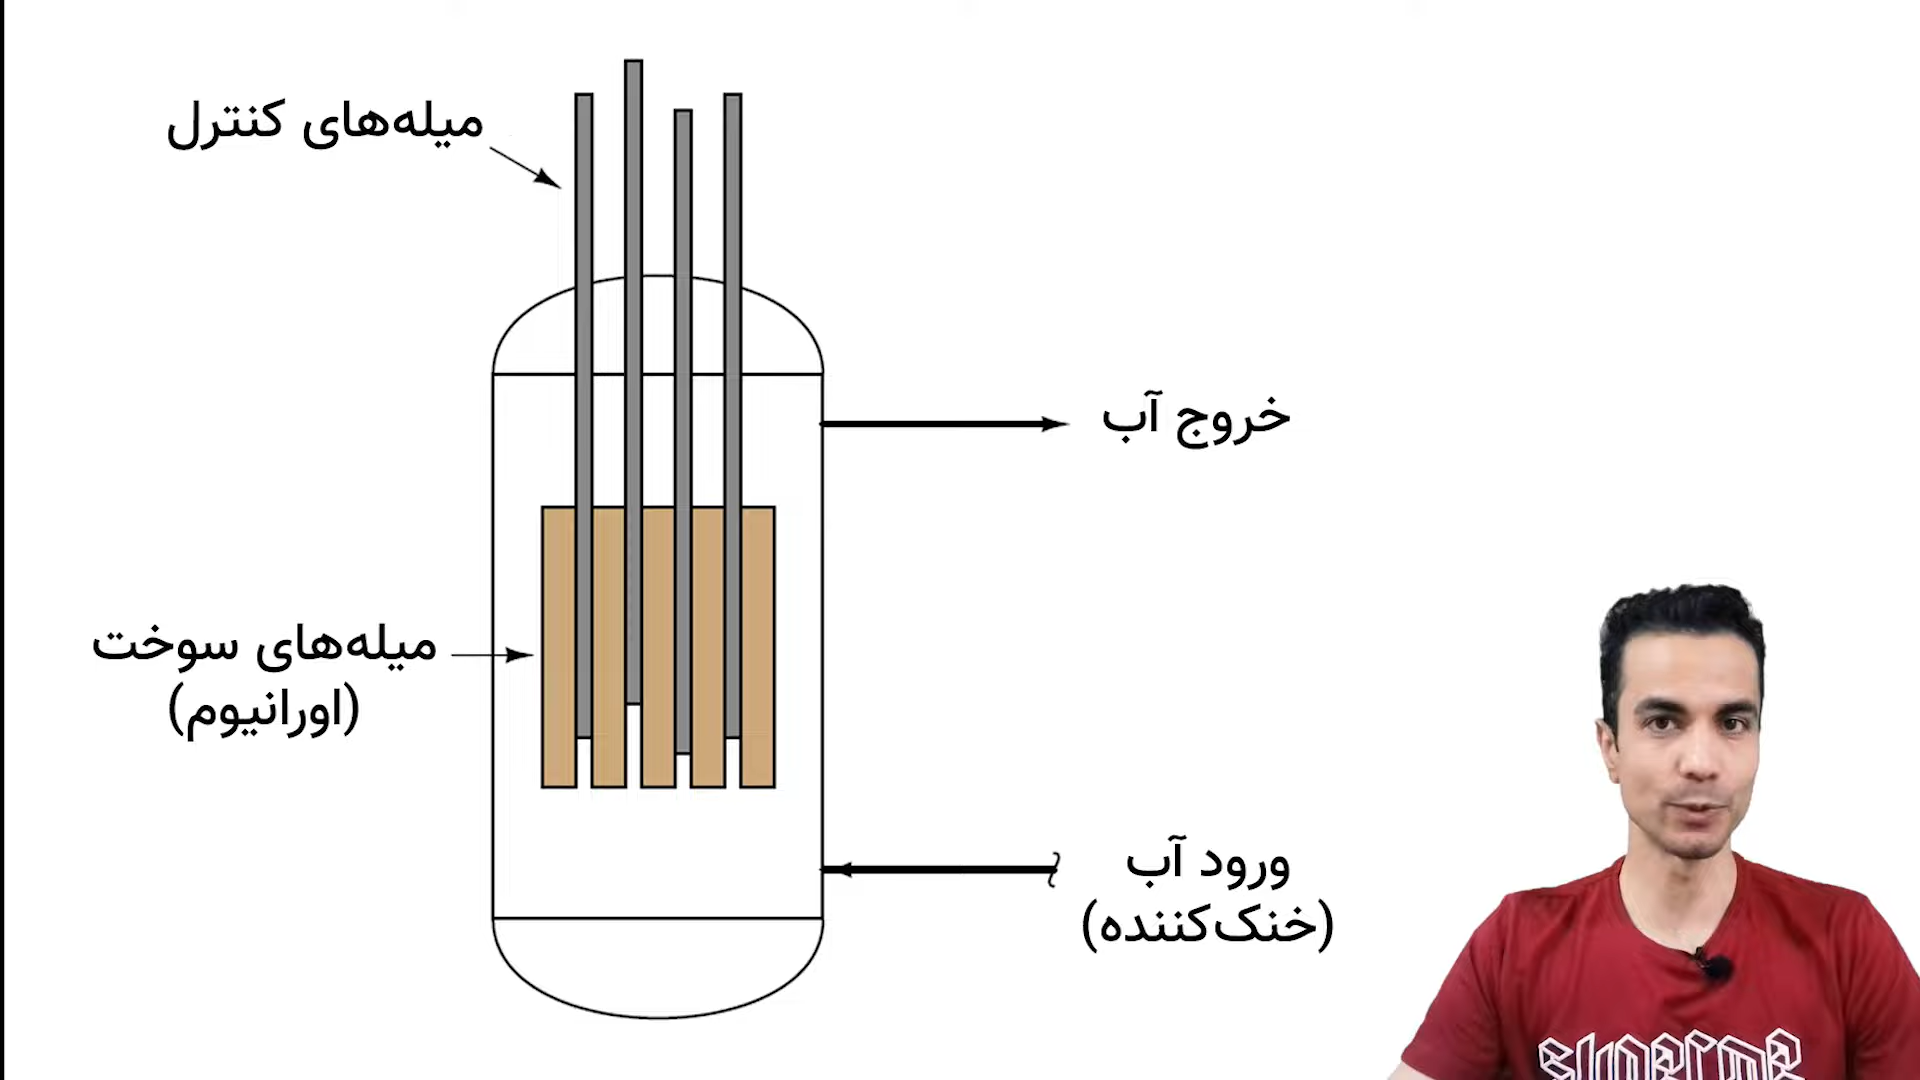 میله‌های کنترل
خروج آب
میله‌های سوخت
(اورانیوم)
ورود آب
(خنک‌کننده)